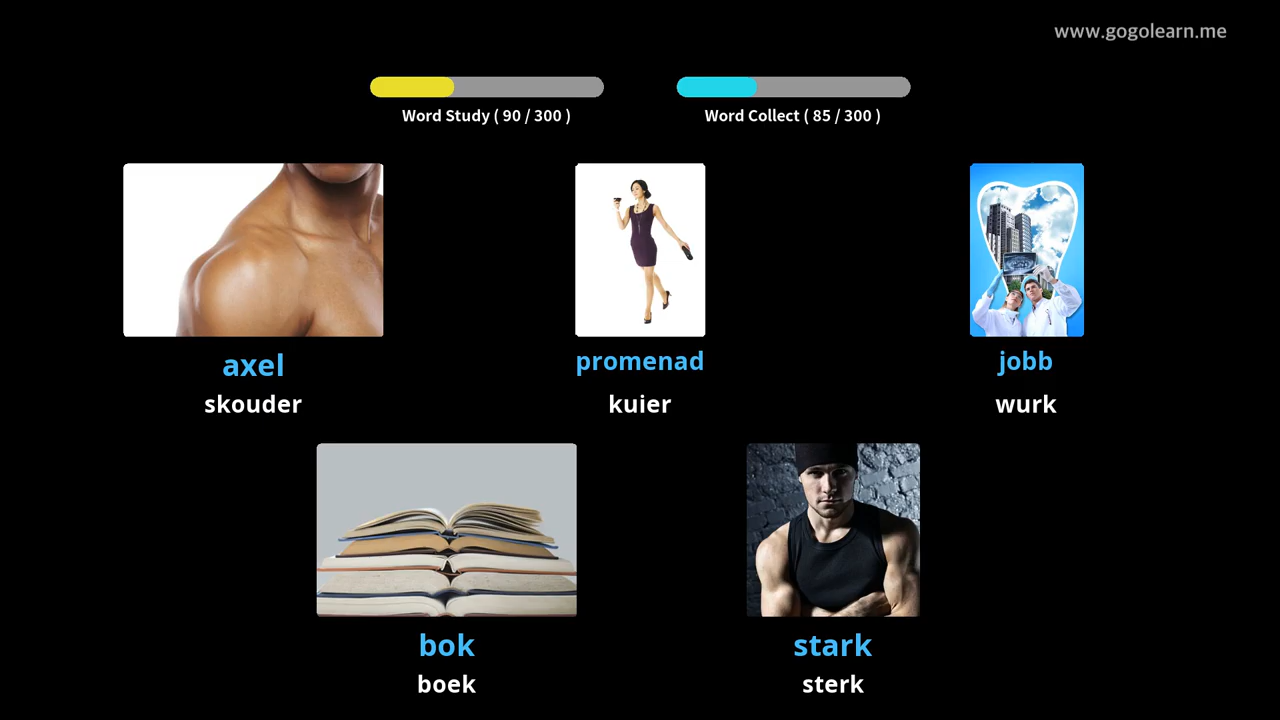 www.gogolearn.me
Word Study ( 90 / 300 )
Word Collect ( 85 / 300 )
axel
skouder
promenad
kuier
jobb
wurk
bok
boek
stark
sterk